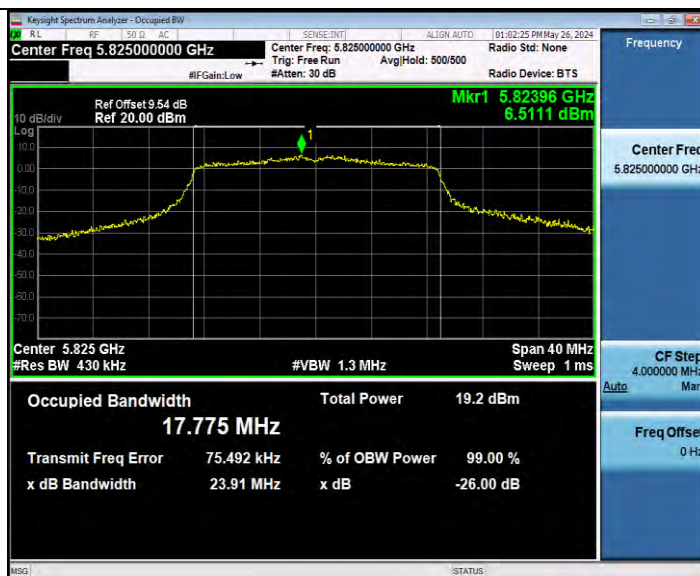 Keysight Spectrum Analyzer - Occupied BW
RL RF 50 Ω AC SENSE:INT ALIGN AUTO 01:02:25 PM May 26, 2024
Center Freq 5.825000000 GHz
Center Freq: 5.825000000 GHz
Radio Std: None
Trig: Free Run Avg|Hold: 500/500
#IFGain:Low #Atten: 30 dB Radio Device: BTS
Frequency
Ref Offset 9.54 dB
10 dB/div Ref 20.00 dBm
Mkr1 5.82396 GHz
6.5111 dBm
Log
10.0
0.00
-10.0
-20.0
-30.0
-40.0
-50.0
-60.0
-70.0
1
Center Freq
5.825000000 GHz
Center 5.825 GHz Span 40 MHz
#Res BW 430 kHz #VBW 1.3 MHz Sweep 1 ms
CF Step
4.000000 MHz
Auto Man
Occupied Bandwidth Total Power 19.2 dBm
17.775 MHz
Transmit Freq Error 75.492 kHz % of OBW Power 99.00 %
x dB Bandwidth 23.91 MHz x dB -26.00 dB
Freq Offset
0 Hz
MSG STATUS